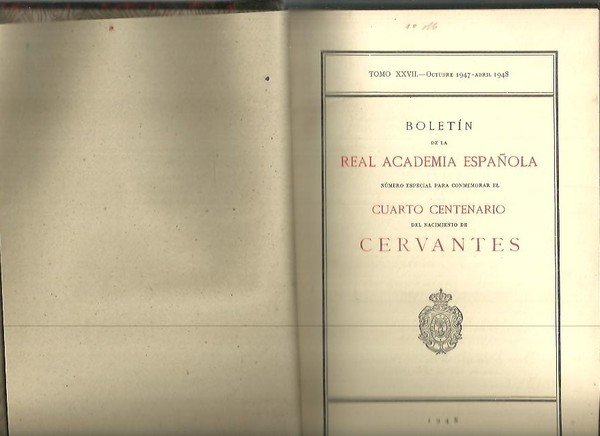 TOMO XXVII.—OCTUBRE 1947-ABRIL 1948
BOLETÍN
DE LA
REAL ACADEMIA ESPAÑOLA
NÚMERO ESPECIAL PARA CONMEMORAR EL
CUARTO CENTENARIO
DEL NACIMIENTO DE
CERVANTES
1948